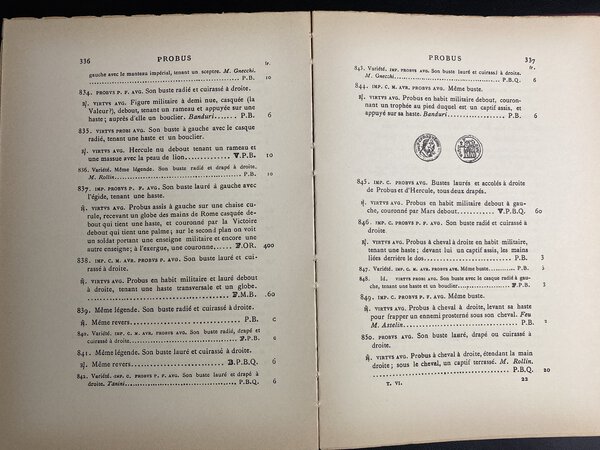 336 PROBUS
fr.
gauche avec le manteau impérial, tenant un sceptre. M. Gnecchi.
P.B. 10
834. PROBVS P. F. AVG. Son buste radié et cuirassé à droite.
VIRTVS AVG. Figure militaire à demi nue, casquée (la
Valeur?), debout, tenant un rameau et appuyée sur une
haste; auprès d'elle un bouclier. Banduri. P.B. 6
835. VIRTVS PROBI AVG. Son buste à gauche avec le casque
radié, tenant une haste et un bouclier.
VIRTVS AVG. Hercule nu debout tenant un rameau et
une massue avec la peau de lion. V.P.B. 10
836. Variété. Même légende. Son buste radié et drapé à droite.
M. Rollin. P.B. 10
837. IMP. PROBVS P. F. AVG. Son buste lauré à gauche avec
l'égide, tenant une haste.
VIRTVS AVG. Probus assis à gauche sur une chaise cu-
rule, recevant un globe des mains de Rome casquée de-
bout qui tient une haste, et couronné par la Victoire
debout qui tient une palme; sur le second plan on voit
un soldat portant une enseigne militaire et encore une
autre enseigne; à l'exergue, une couronne. F.OR. 400
838. IMP. C. M. AVR. PROBVS P. F. AVG. Son buste lauré et cui-
rassé à droite.
VIRTVS AVG. Probus en habit militaire et lauré debout
à droite, tenant une haste transversale et un globe.
F.M.B. 60
839. Même légende. Son buste radié et cuirassé à droite.
Même revers. P.B. C
840. Variété. IMP. C. M. AVR. PROBVS AVG. Son buste radié, drapé et
cuirassé à droite. F.P.B. C
841. Même légende. Son buste lauré et cuirassé à droite.
Même revers. B.P.B.Q. 6
842. Variété. IMP. C. PROBVS P. F. AVG. Son buste lauré et drapé à
droite. Tanini. P.B.Q. 6
PROBUS 337
fr.
843. Variété. IMP. PROBVS AVG. Son buste lauré et cuirassé à droite.
M. Gnecchi. P.B.Q. 6
844. IMP. C. M. AVR. PROBVS P. F. AVG. Même buste.
VIRTVS AVG. Probus en habit militaire debout, couron-
nant un trophée au pied duquel est un captif assis, et
appuyé sur sa haste. Banduri. P.B. 6
845. IMP. C. PROBVS AVG. Bustes laurés et accolés à droite
de Probus et d'Hercule, tous deux drapés.
VIRTVS AVG. Probus en habit militaire debout à
gauche, couronné par Mars debout. V.P.B.Q. 60
846. IMP. C. PROBVS P. F. AVG. Son buste radié et cuirassé à
droite
VIRTVS AVG. Probus à cheval à droite en habit militaire,
tenant une haste; devant lui un captif assis, les mains
liées derrière le dos. P.B. 3
847. Variété. IMP. C. M. AVR. PROBVS AVG. Même buste. P.B. 3
848. Id. VIRTVS PROBI AVG. Son buste avec le casque radié à gau-
che, tenant une haste et un bouclier. F.P.B. 5
849. IMP. C. M. AVR. PROBVS P. F. AVG. Même buste.
VIRTVS AVG. Probus à cheval à droite, levant sa haste
pour frapper un ennemi prosterné sous son cheval. Feu
M. Asselin. P.B. 3
850. PROBVS AVG. Son buste lauré, drapé ou cuirassé à
droite.
VIRTVS AVG. Probus à cheval à droite, étendant la main
droite; sous le cheval, un captif terrassé. M. Rollin.
P.B.Q. 20
T. VI. 22